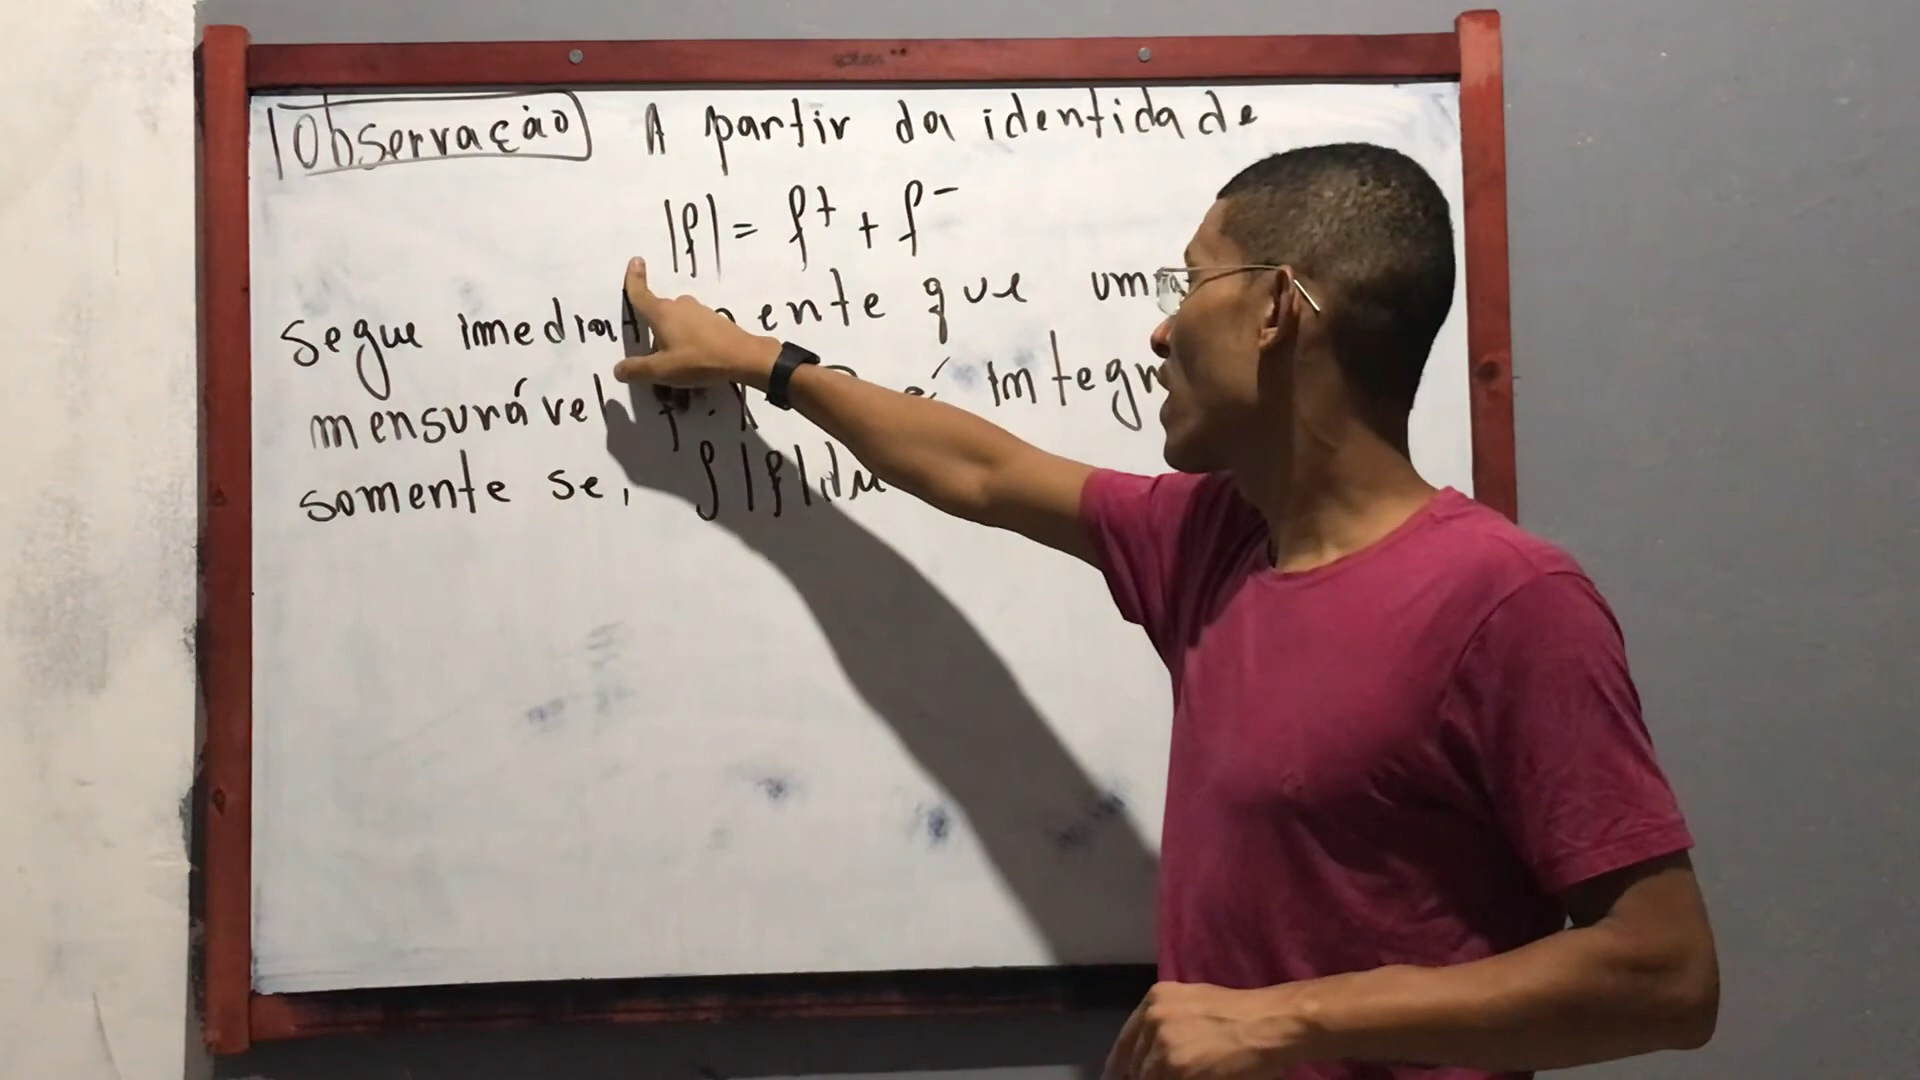 Observação A partir da identidade
|f| = f⁺ + f⁻
segue imediatamente que uma
mensurável f: X é integr
somente se, ∫|f|dμ